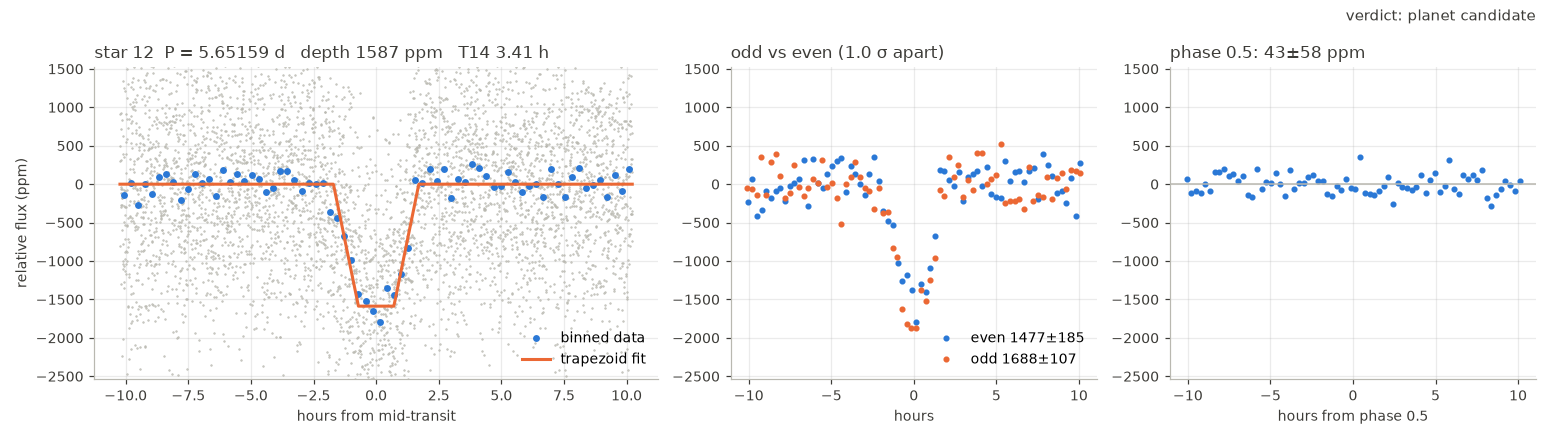 verdict: planet candidate
star 12  P = 5.65159 d   depth 1587 ppm   T14 3.41 h
odd vs even (1.0 σ apart)
phase 0.5: 43±58 ppm
relative flux (ppm)
1500
1000
500
0
−500
−1000
−1500
−2000
−2500
−10.0 −7.5 −5.0 −2.5 0.0 2.5 5.0 7.5 10.0
hours from mid-transit
binned data
trapezoid fit
1500
1000
500
0
−500
−1000
−1500
−2000
−2500
−10 −5 0 5 10
hours
even 1477±185
odd 1688±107
1500
1000
500
0
−500
−1000
−1500
−2000
−2500
−10 −5 0 5 10
hours from phase 0.5